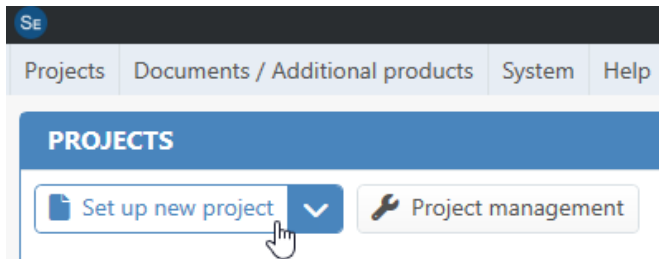 SE
Projects Documents / Additional products System Help
PROJECTS
Set up new project Project management